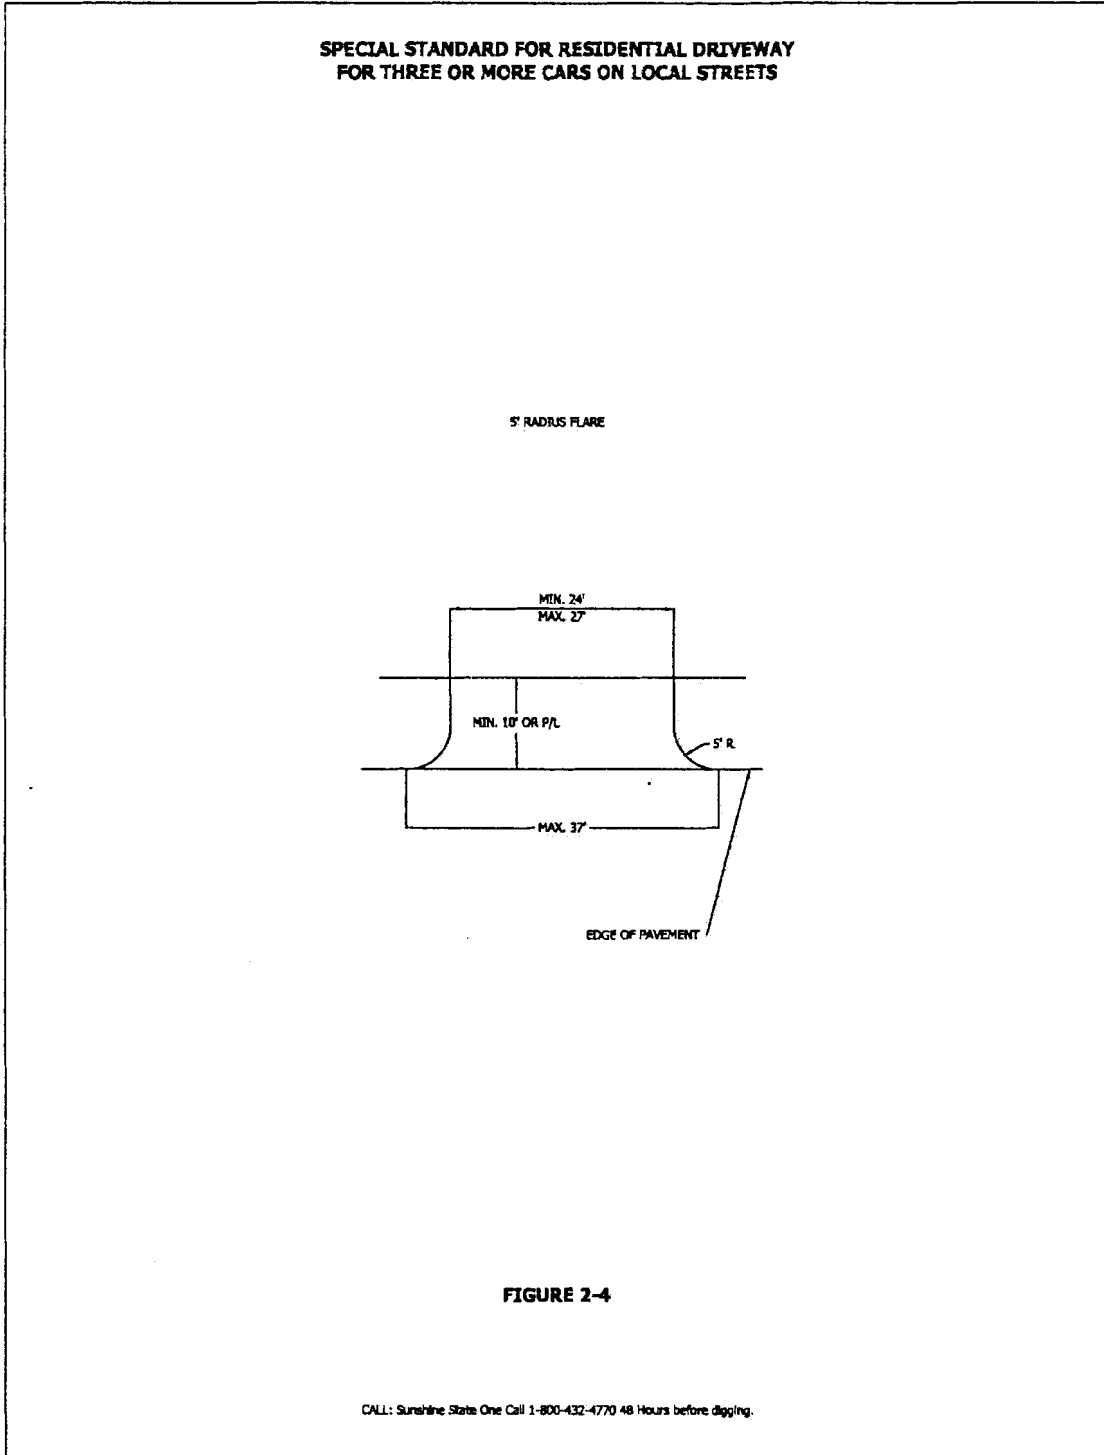 SPECIAL STANDARD FOR RESIDENTIAL DRIVEWAY
FOR THREE OR MORE CARS ON LOCAL STREETS
5' RADIUS FLARE
MIN. 24'
MAX. 27'
MIN. 10' OR P/L
5' R.
MAX. 37'
EDGE OF PAVEMENT
FIGURE 2-4
CALL: Sunshine State One Call 1-800-432-4770 48 Hours before digging.